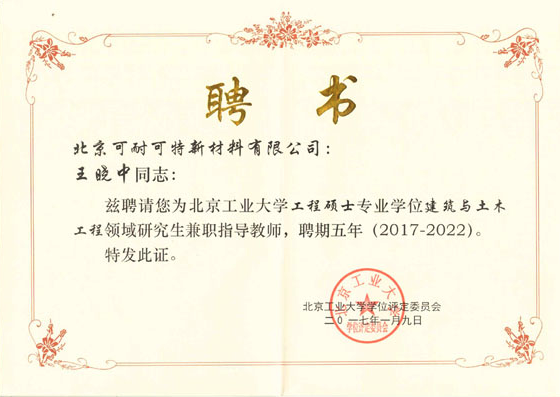 聘 书
北京可耐可特新材料有限公司：
王晓中同志：
兹聘请您为北京工业大学工程硕士专业学位建筑与土木
工程领域研究生兼职指导教师，聘期五年（2017-2022）。
特发此证。
北京工业大学学位评定委员会
二〇一七年一月九日
北京工业大学
学位评定委员会